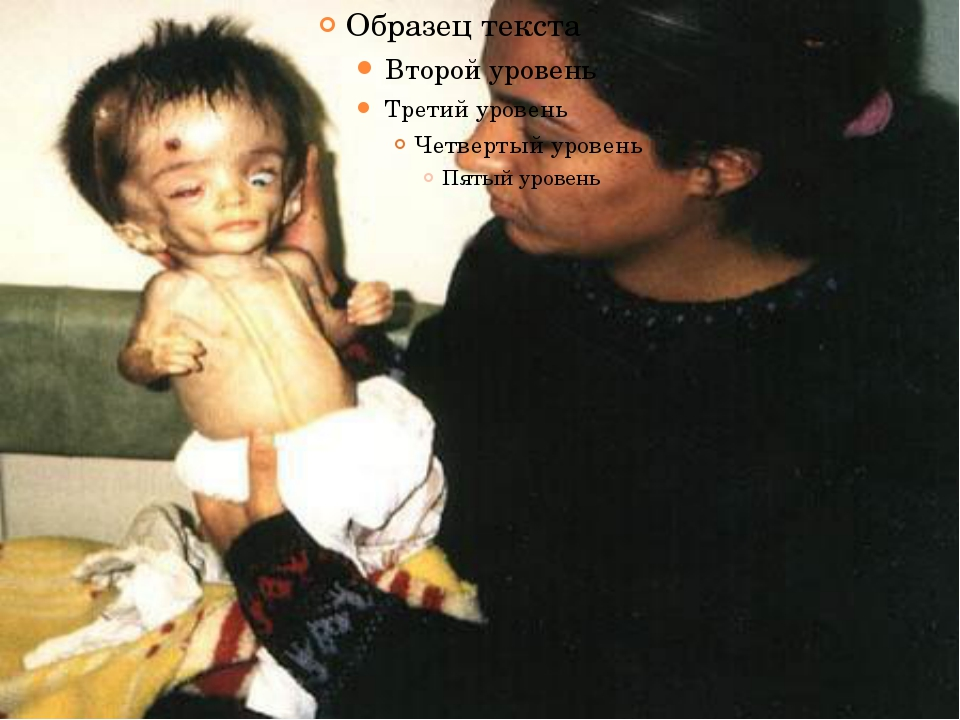 Образец текста
Второй уровень
Третий уровень
Четвертый уровень
Пятый уровень